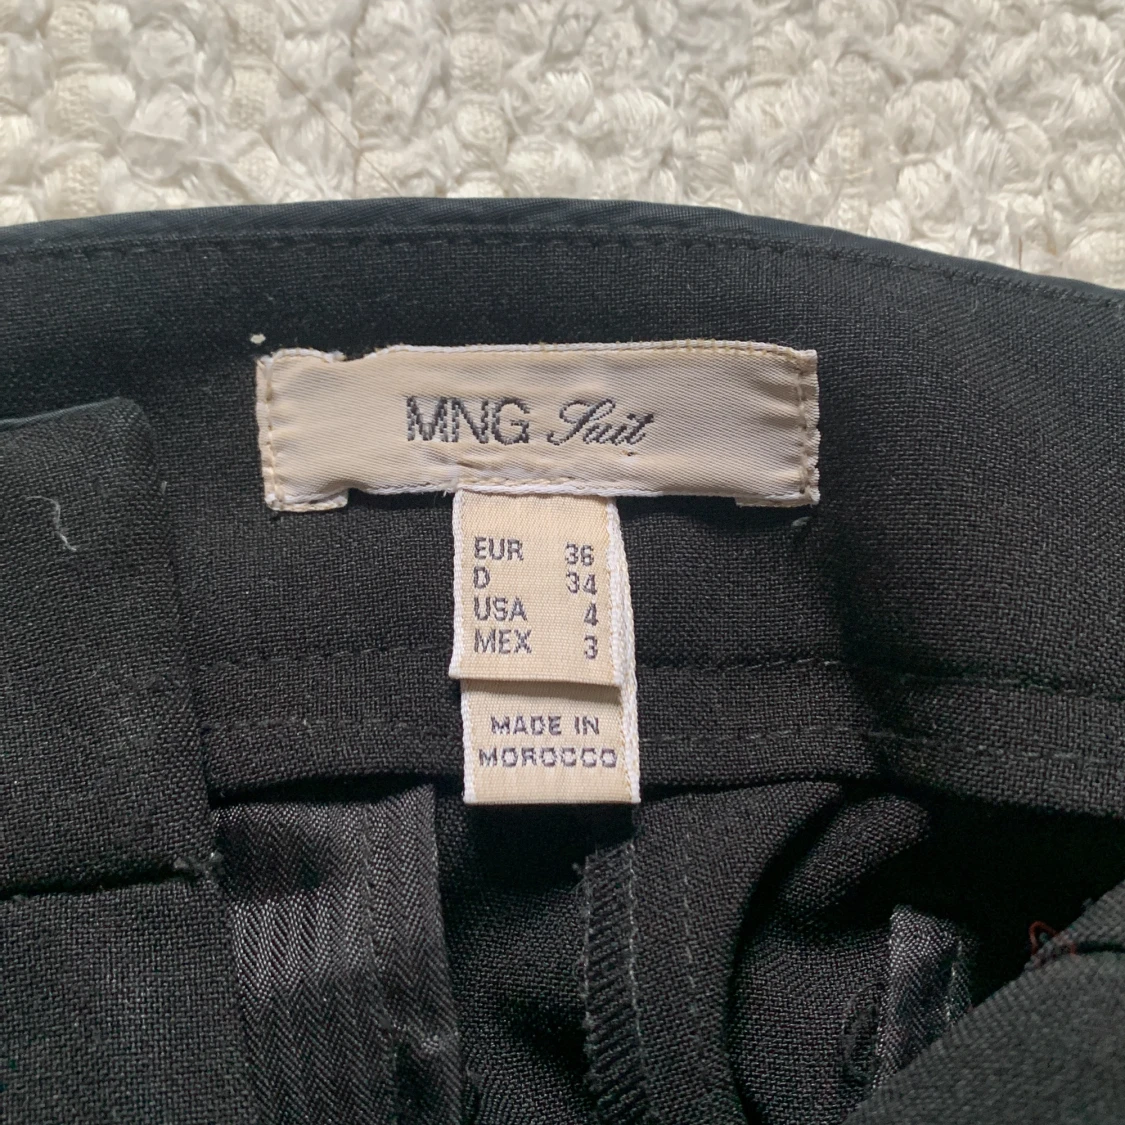 MNG Suit
EUR 36
D 34
USA 4
MEX 3
MADE IN
MOROCCO